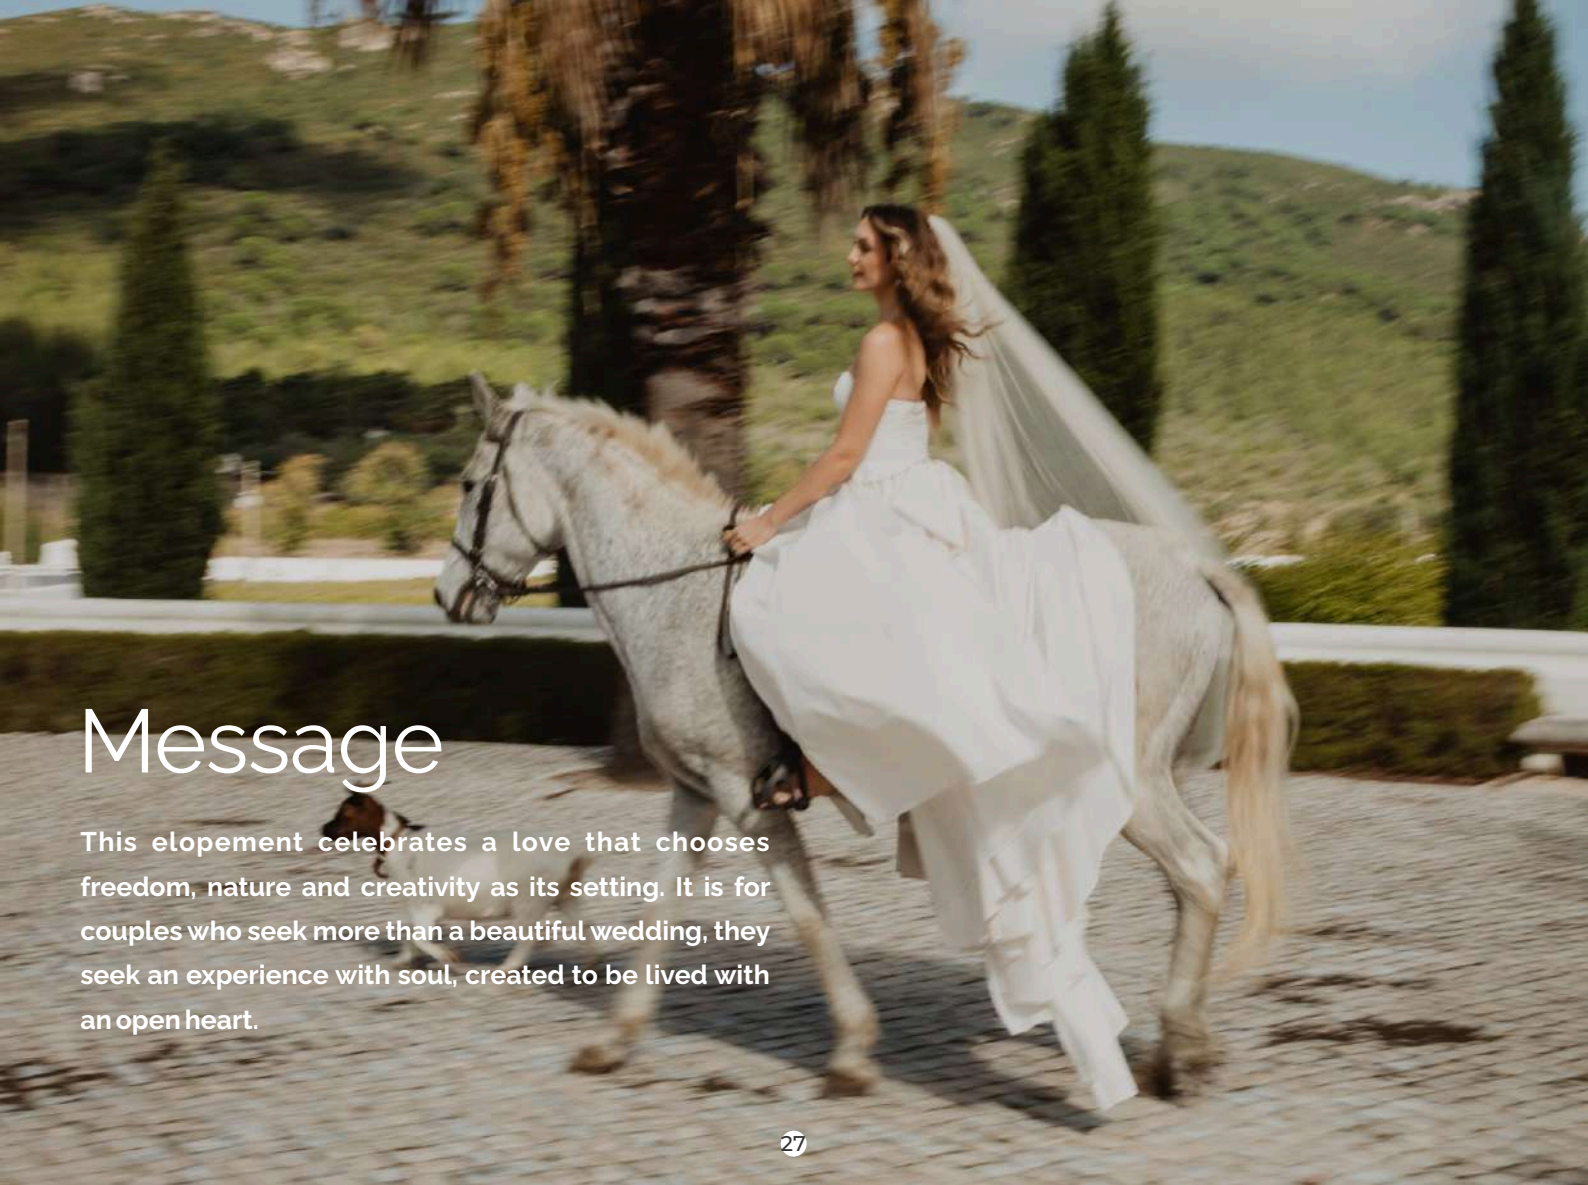 Message
This elopement celebrates a love that chooses
freedom, nature and creativity as its setting. It is for
couples who seek more than a beautiful wedding, they
seek an experience with soul, created to be lived with
an open heart.
27